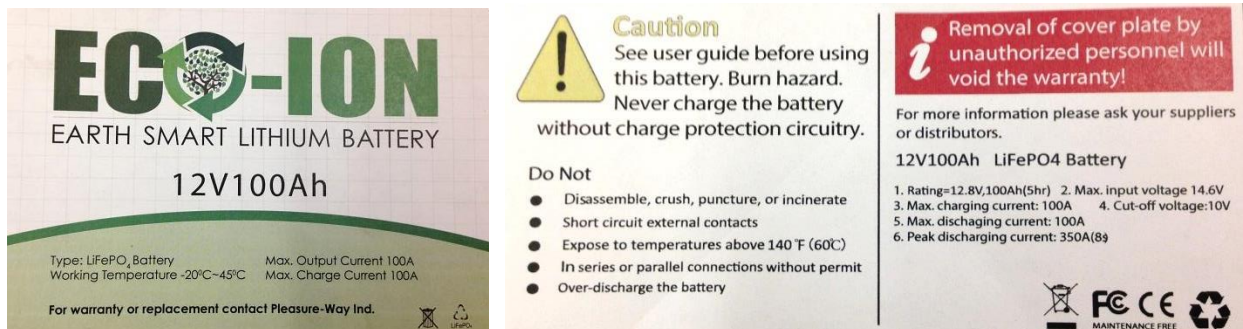 ECO-ION
EARTH SMART LITHIUM BATTERY
12V100Ah
Type: LiFePO4 Battery
Working Temperature -20°C~45°C
Max. Output Current 100A
Max. Charge Current 100A
For warranty or replacement contact Pleasure-Way Ind.
LiFePO4
Caution
See user guide before using
this battery. Burn hazard.
Never charge the battery
without charge protection circuitry.
Do Not
● Disassemble, crush, puncture, or incinerate
● Short circuit external contacts
● Expose to temperatures above 140 °F (60℃)
● In series or parallel connections without permit
● Over-discharge the battery
i
Removal of cover plate by
unauthorized personnel will
void the warranty!
For more information please ask your suppliers
or distributors.
12V100Ah LiFePO4 Battery
1. Rating=12.8V,100Ah(5hr) 2. Max. input voltage 14.6V
3. Max. charging current: 100A 4. Cut-off voltage:10V
5. Max. dischaging current: 100A
6. Peak discharging current: 350A(8s)
FC CE
MAINTENANCE FREE